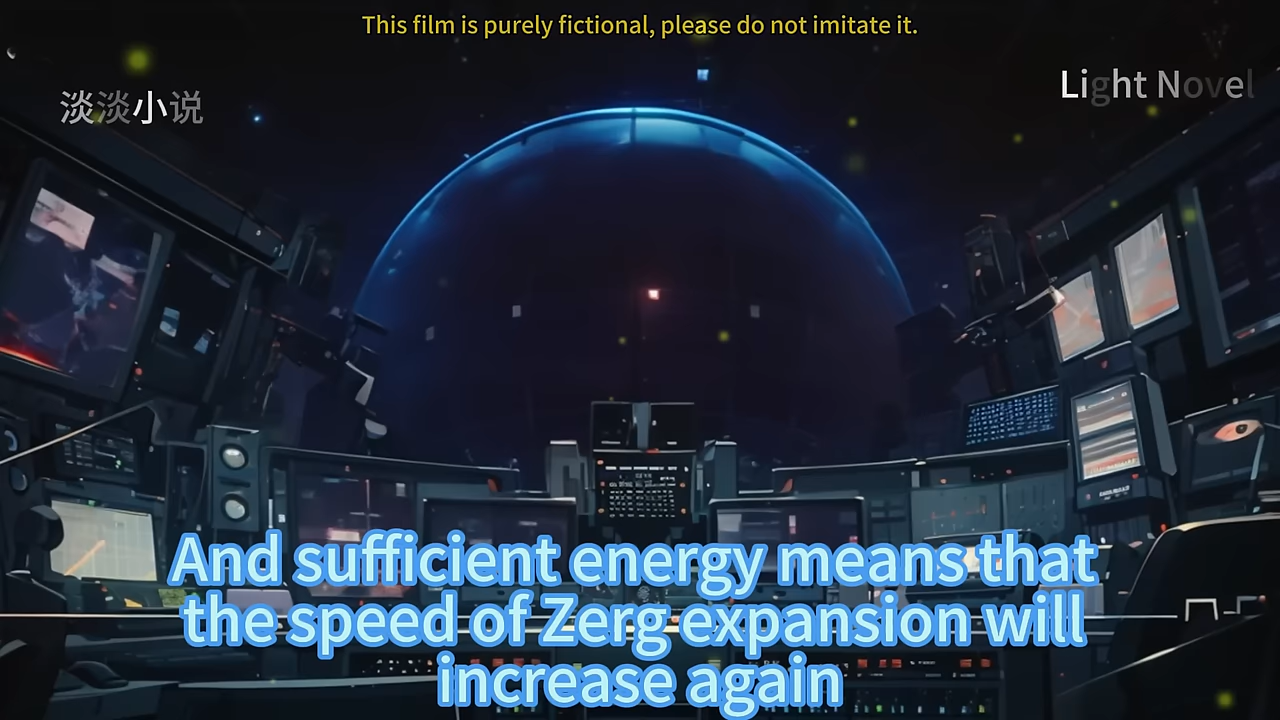 This film is purely fictional, please do not imitate it.
淡淡小说
Light Novel
And sufficient energy means that
the speed of Zerg expansion will
increase again